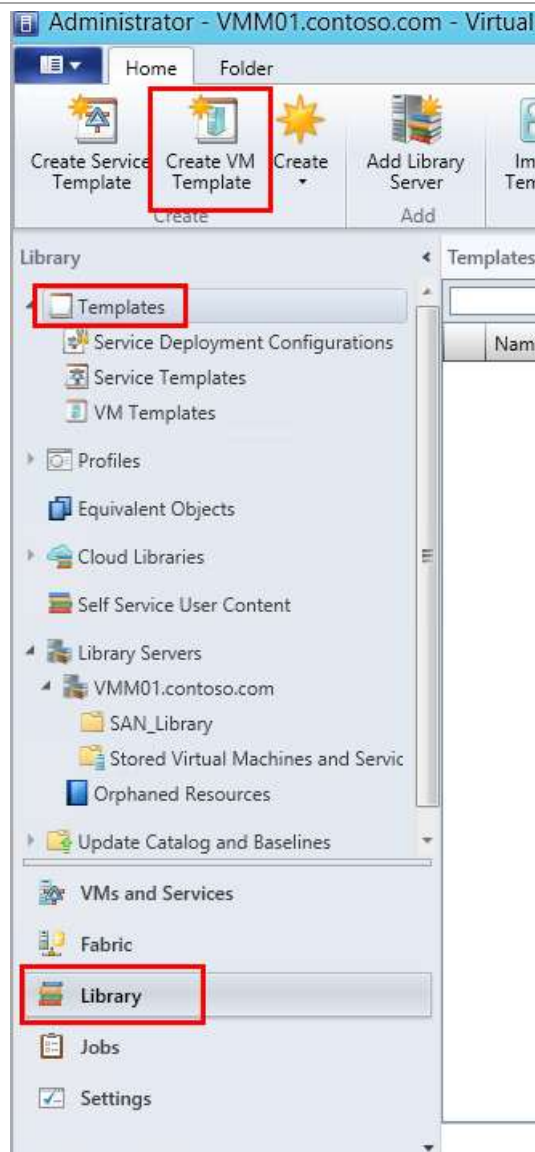 Administrator - VMM01.contoso.com - Virtual
Home Folder
Create Service Template
Create VM Template
Create
Add Library Server
Create
Add
Library
Templates
Templates
Service Deployment Configurations
Nam
Service Templates
VM Templates
Profiles
Equivalent Objects
Cloud Libraries
Self Service User Content
Library Servers
VMM01.contoso.com
SAN_Library
Stored Virtual Machines and Servic
Orphaned Resources
Update Catalog and Baselines
VMs and Services
Fabric
Library
Jobs
Settings